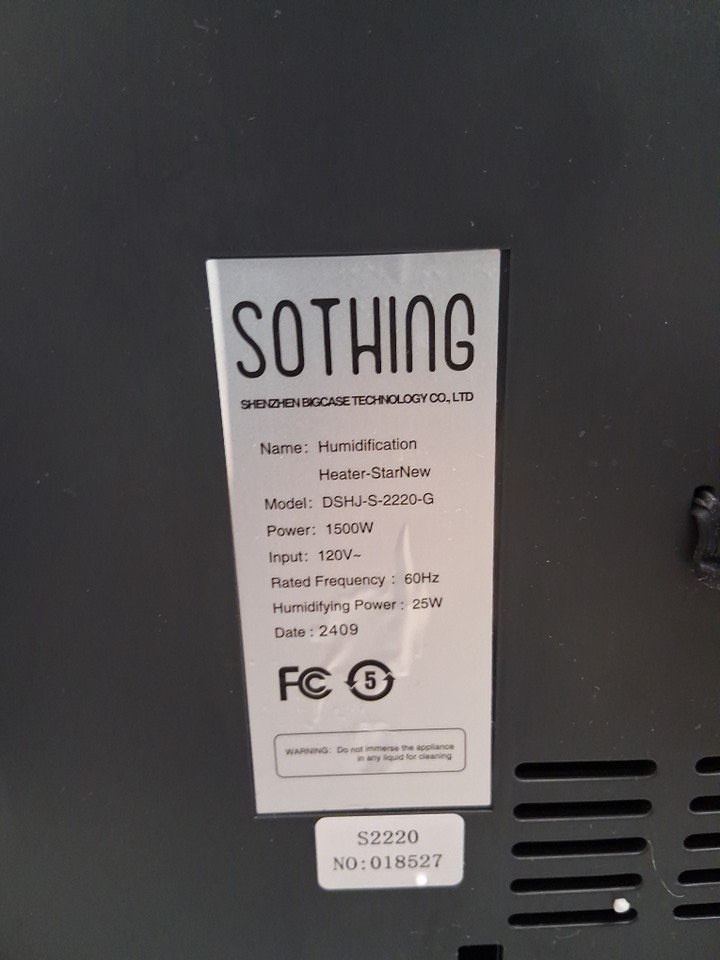 SOTHING
SHENZHEN BIGCASE TECHNOLOGY CO., LTD
Name: Humidification
Heater-StarNew
Model: DSHJ-S-2220-G
Power: 1500W
Input: 120V~
Rated Frequency : 60Hz
Humidifying Power : 25W
Date : 2409
FC 5
WARNING: Do not immerse the appliance
in any liquid for cleaning
S2220
NO:018527